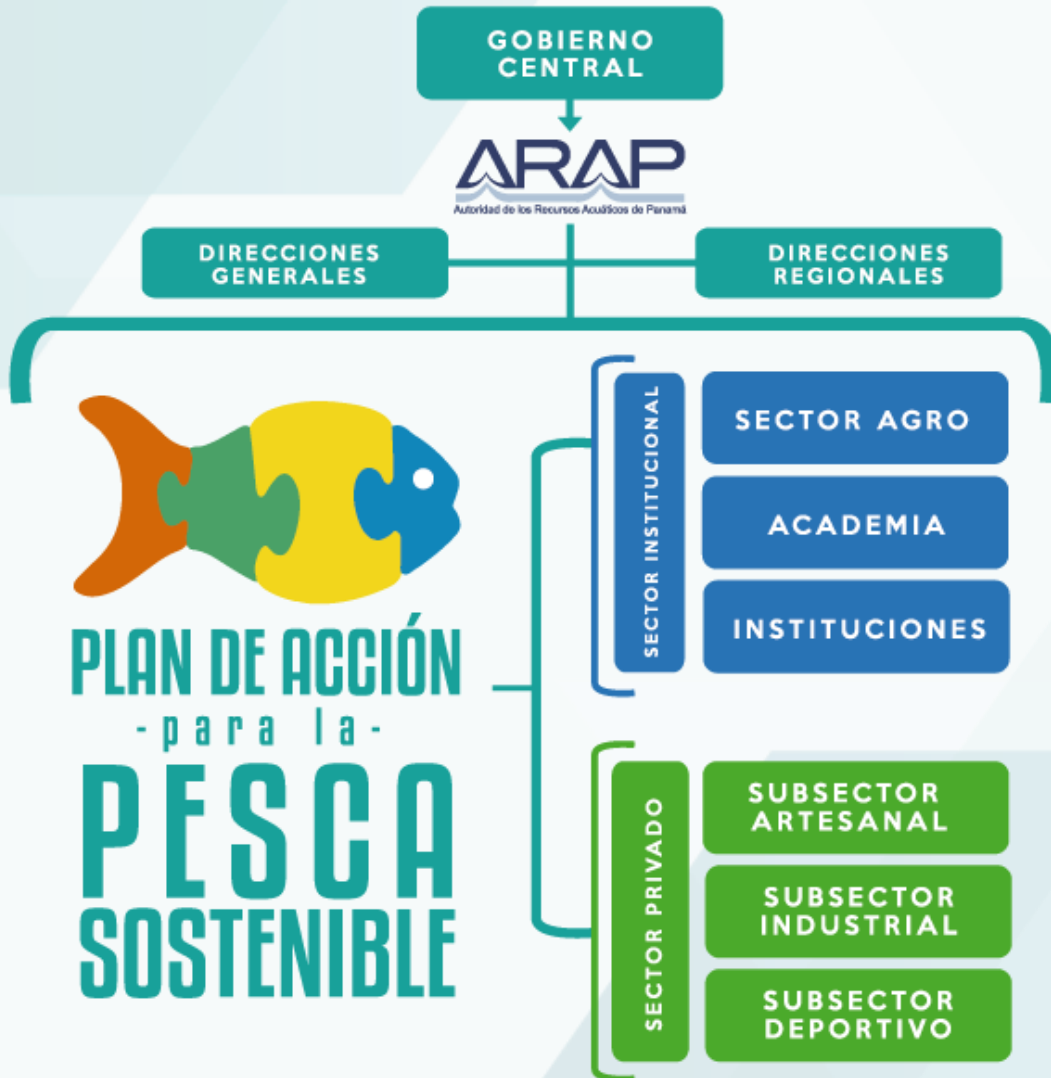 GOBIERNO
CENTRAL
ARAP
Autoridad de los Recursos Acuáticos de Panamá
DIRECCIONES
GENERALES
DIRECCIONES
REGIONALES
PLAN DE ACCIÓN
-para la-
PESCA
SOSTENIBLE
SECTOR INSTITUCIONAL
SECTOR AGRO
ACADEMIA
INSTITUCIONES
SECTOR PRIVADO
SUBSECTOR
ARTESANAL
SUBSECTOR
INDUSTRIAL
SUBSECTOR
DEPORTIVO